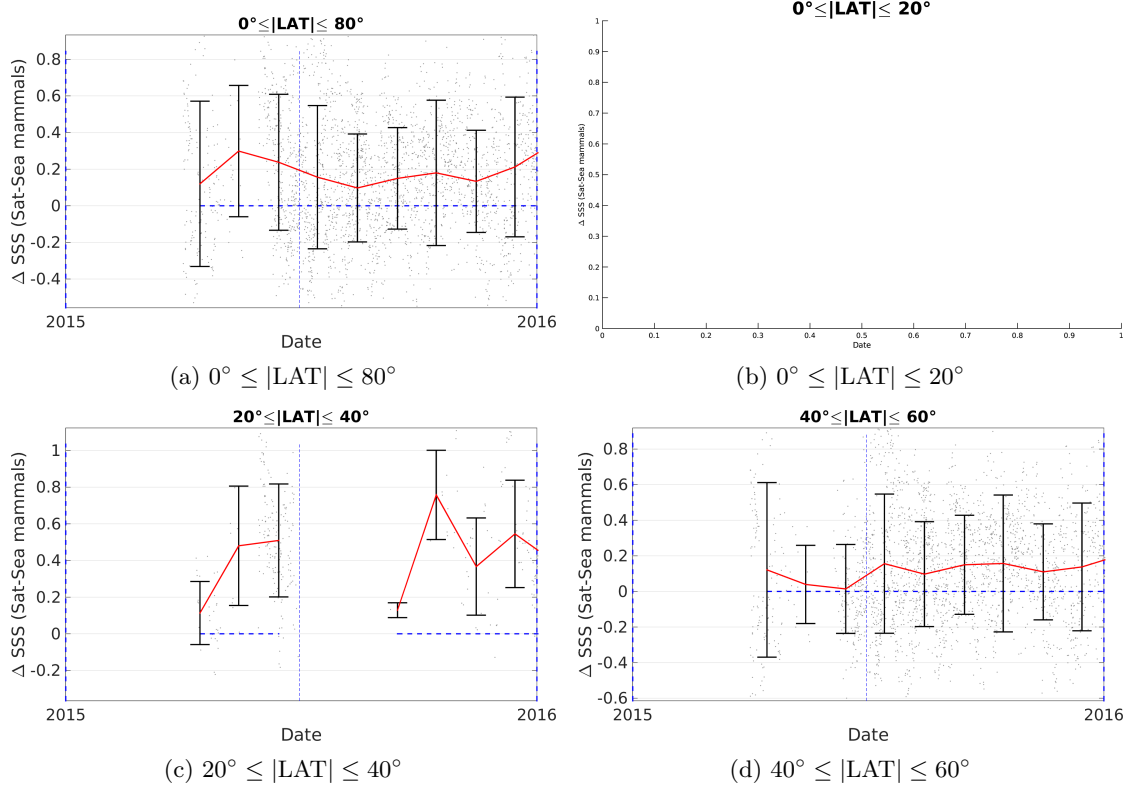 0°≤|LAT|≤ 80°
Δ SSS (Sat-Sea mammals)
0.8
0.6
0.4
0.2
0
-0.2
-0.4
2015
2016
Date
(a) 0° ≤ |LAT| ≤ 80°
0°≤|LAT|≤ 20°
Δ SSS (Sat-Sea mammals)
1
0.9
0.8
0.7
0.6
0.5
0.4
0.3
0.2
0.1
0
0 0.1 0.2 0.3 0.4 0.5 0.6 0.7 0.8 0.9 1
Date
(b) 0° ≤ |LAT| ≤ 20°
20°≤|LAT|≤ 40°
Δ SSS (Sat-Sea mammals)
1
0.8
0.6
0.4
0.2
0
-0.2
2015
2016
Date
(c) 20° ≤ |LAT| ≤ 40°
40°≤|LAT|≤ 60°
Δ SSS (Sat-Sea mammals)
0.8
0.6
0.4
0.2
0
-0.2
-0.4
-0.6
2015
2016
Date
(d) 40° ≤ |LAT| ≤ 60°